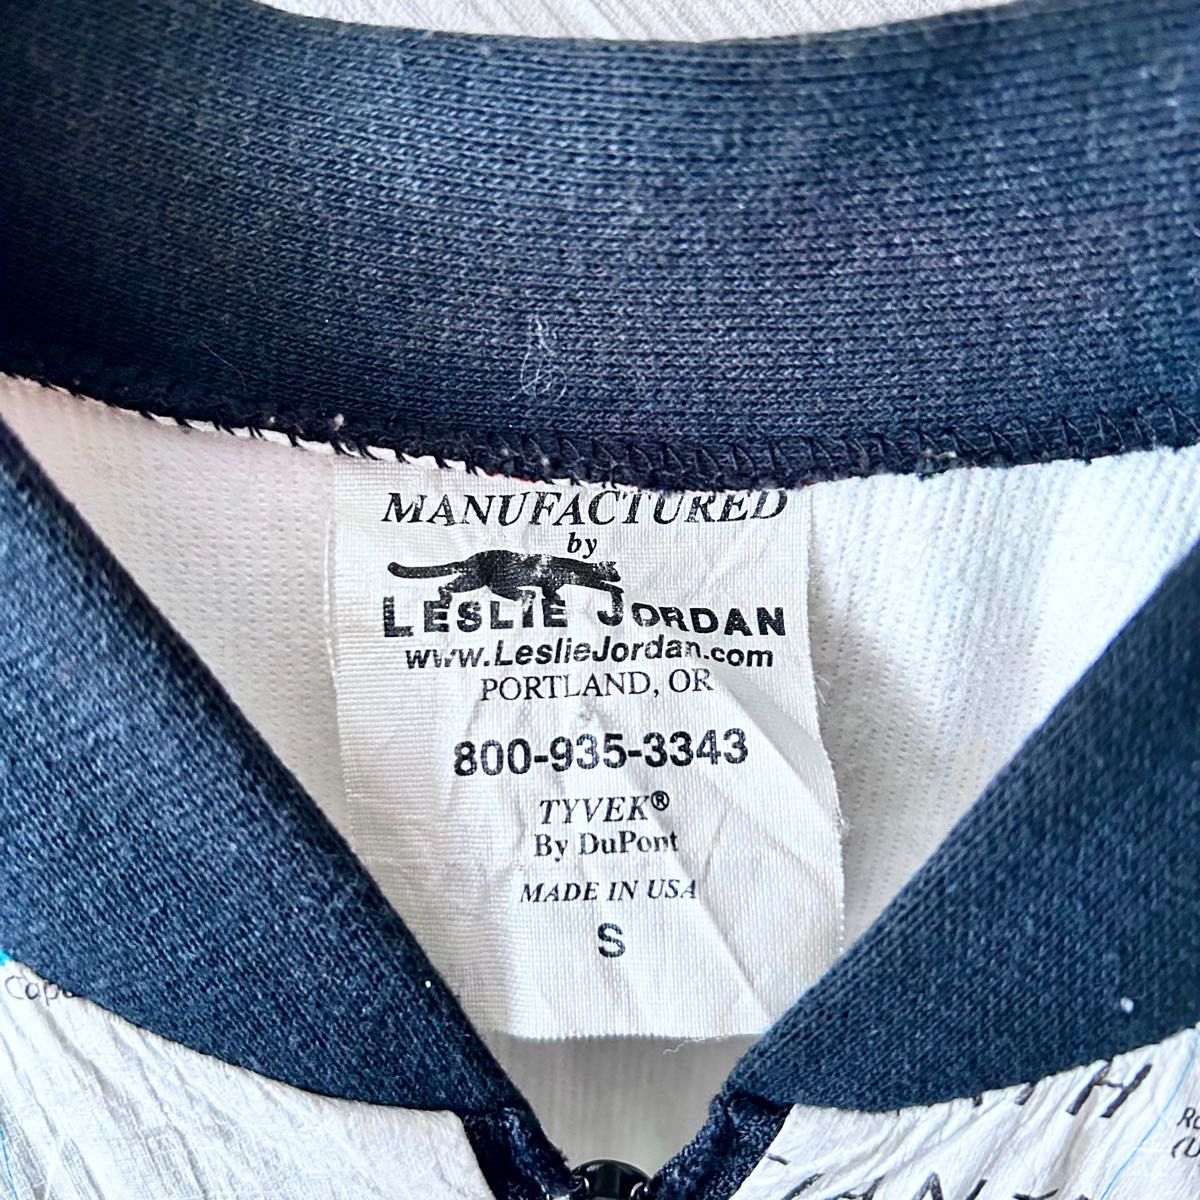 MANUFACTURED
by
LESLIE JORDAN
www.LeslieJordan.com
PORTLAND, OR
800-935-3343
TYVEK®
By DuPont
MADE IN USA
S